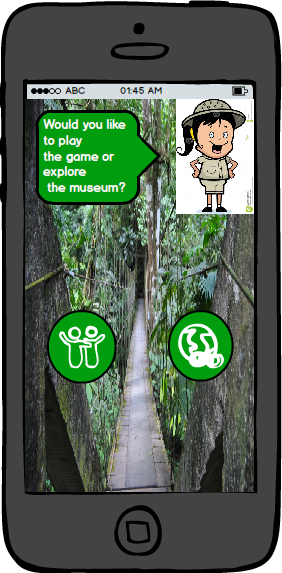 ABC 01:45 AM
Would you like
to play
the game or
explore
the museum?